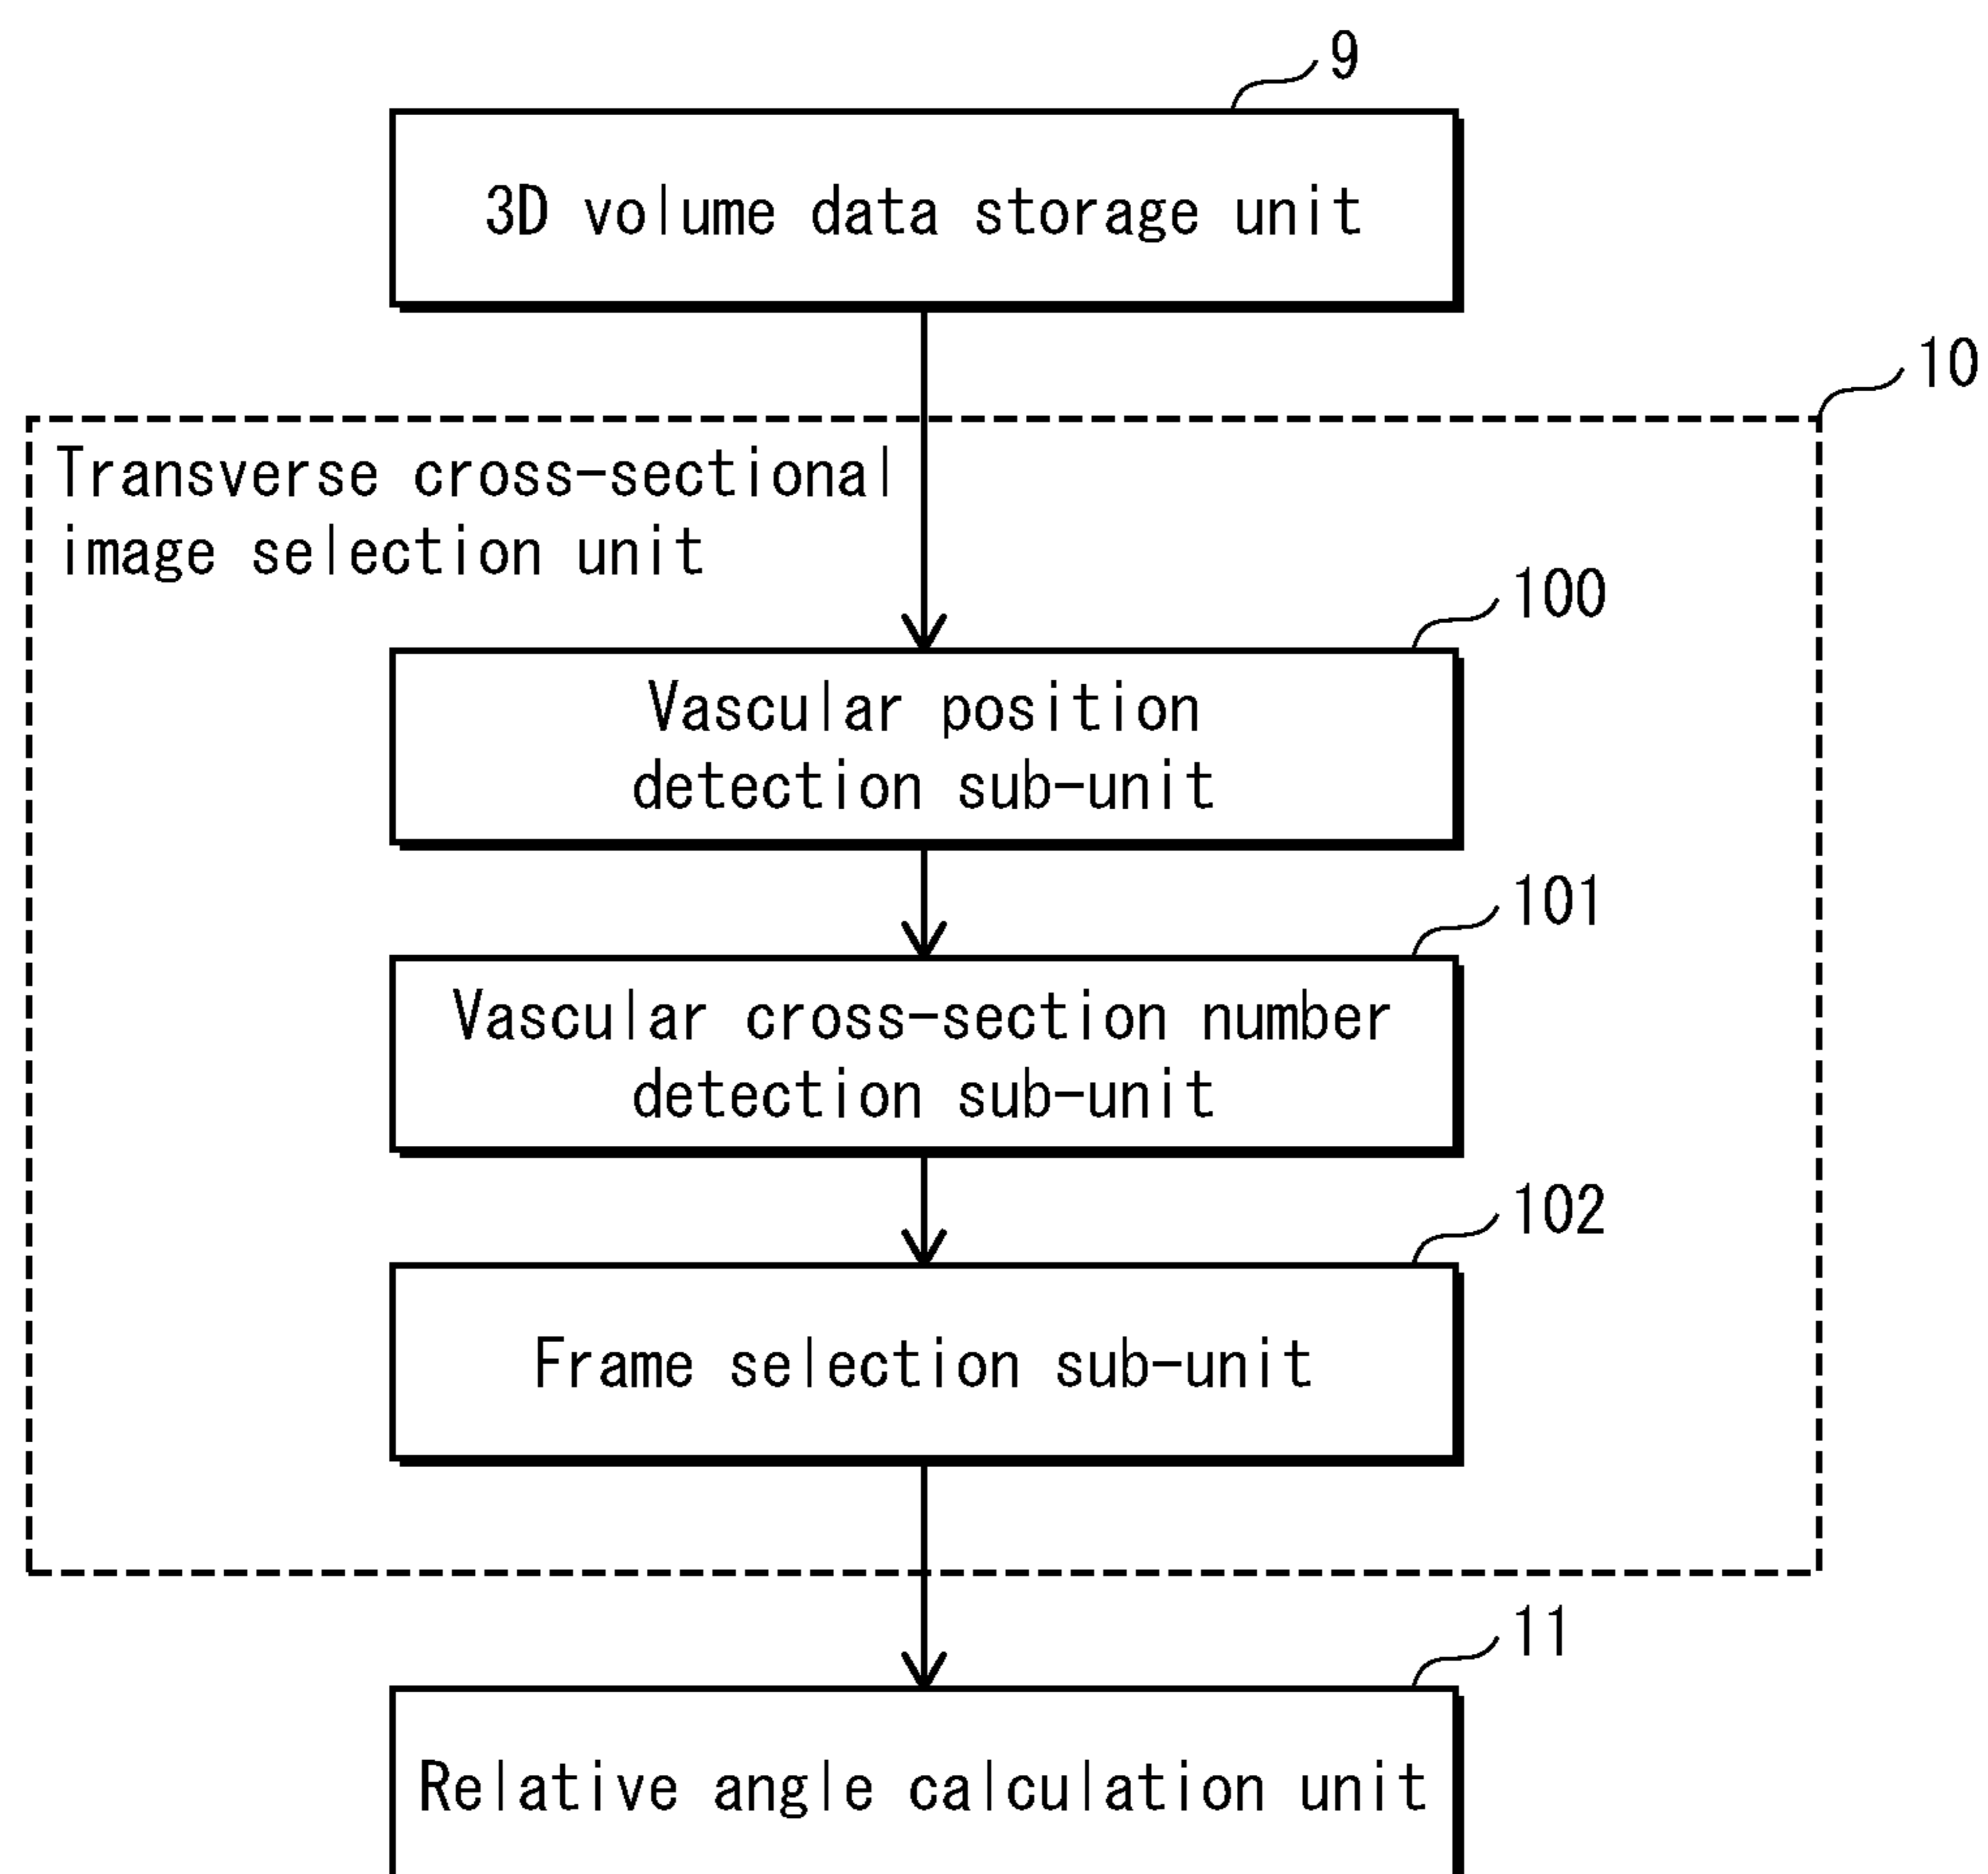 9
3D volume data storage unit
10
Transverse cross-sectional
image selection unit
100
Vascular position
detection sub-unit
101
Vascular cross-section number
detection sub-unit
102
Frame selection sub-unit
11
Relative angle calculation unit